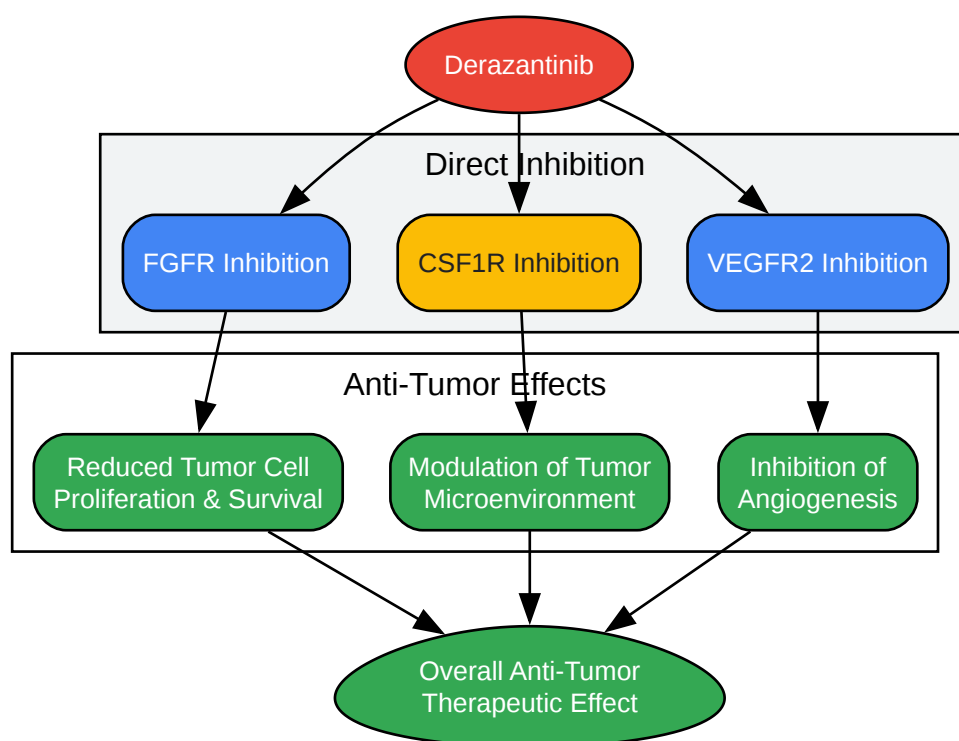 Derazantinib
Direct Inhibition
FGFR Inhibition
CSF1R Inhibition
VEGFR2 Inhibition
Anti-Tumor Effects
Reduced Tumor Cell
Proliferation & Survival
Modulation of Tumor
Microenvironment
Inhibition of
Angiogenesis
Overall Anti-Tumor
Therapeutic Effect